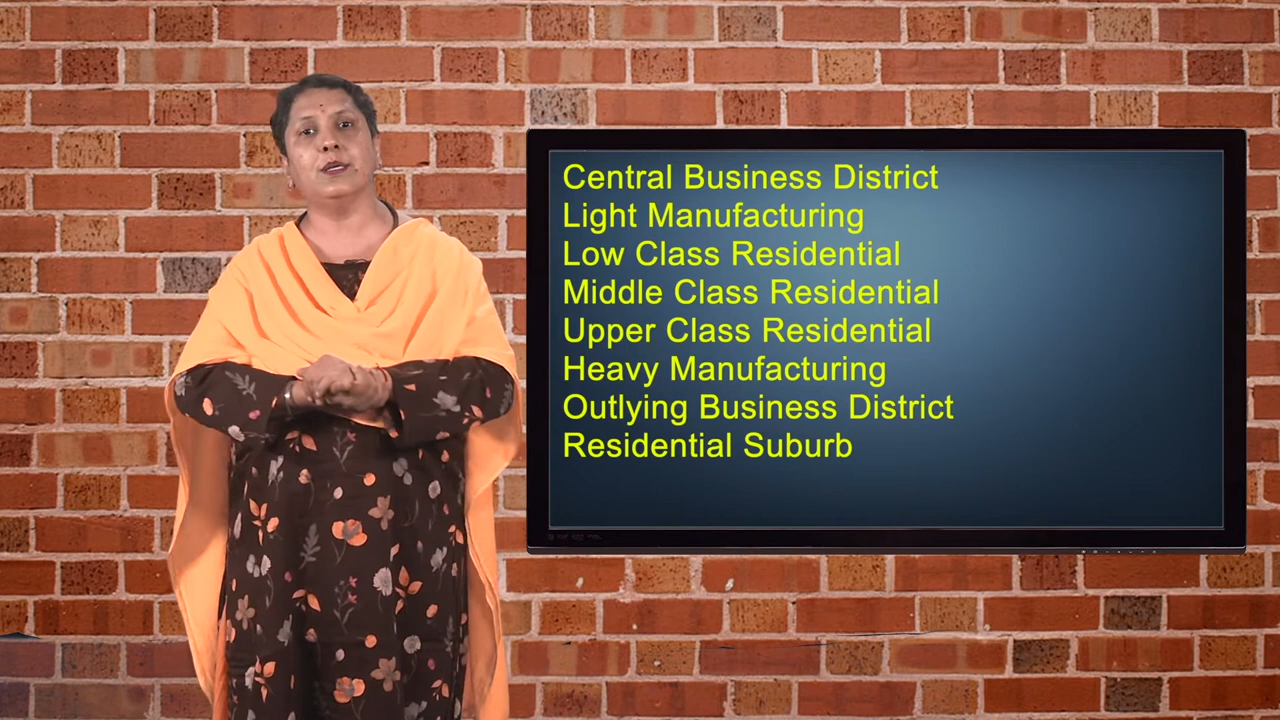 Central Business District
Light Manufacturing
Low Class Residential
Middle Class Residential
Upper Class Residential
Heavy Manufacturing
Outlying Business District
Residential Suburb